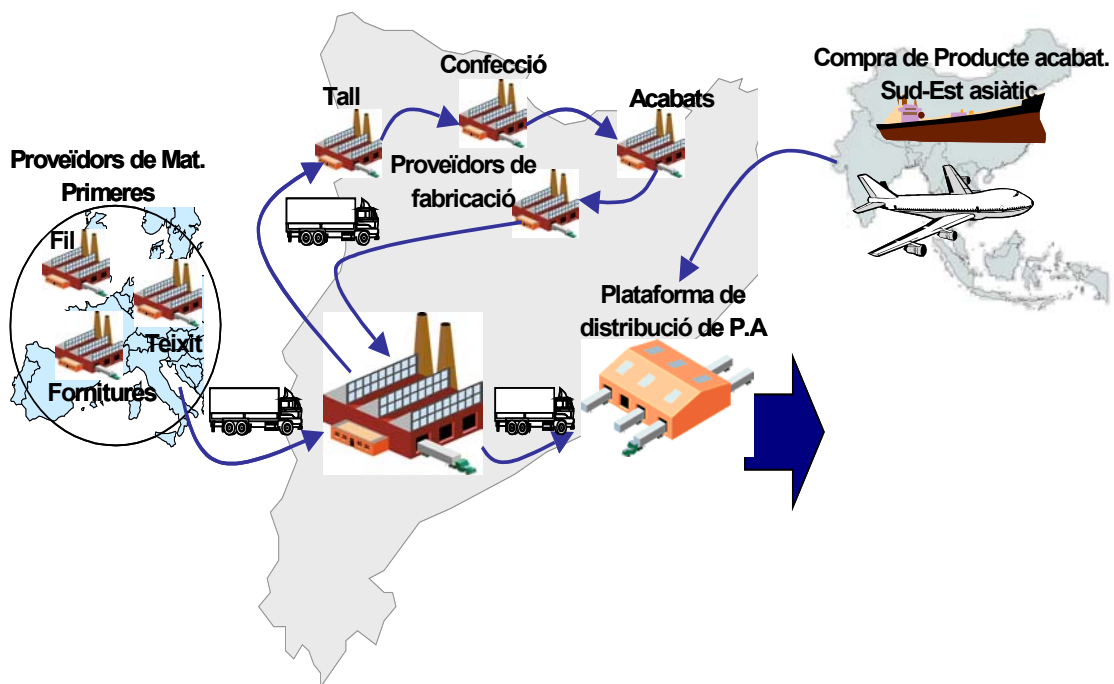 Compra de Producte acabat.
Sud-Est asiàtic
Confecció
Tall
Acabats
Proveïdors de Mat.
Primeres
Proveïdors de
fabricació
Fil
Teixit
Fornitures
Plataforma de
distribució de P.A